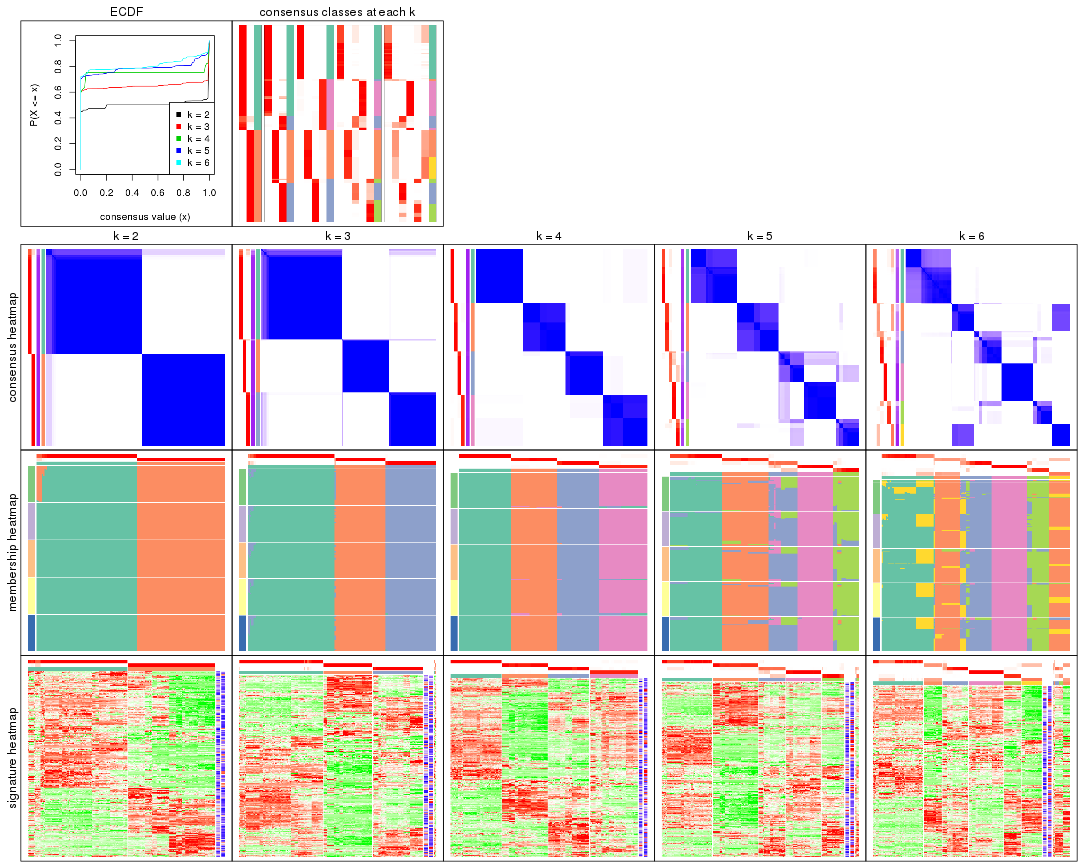 ECDF
consensus classes at each k
P(X <= x)
0.0 0.2 0.4 0.6 0.8 1.0
k = 2
k = 3
k = 4
k = 5
k = 6
0.0 0.2 0.4 0.6 0.8 1.0
consensus value (x)
k = 2
k = 3
k = 4
k = 5
k = 6
consensus heatmap
membership heatmap
signature heatmap